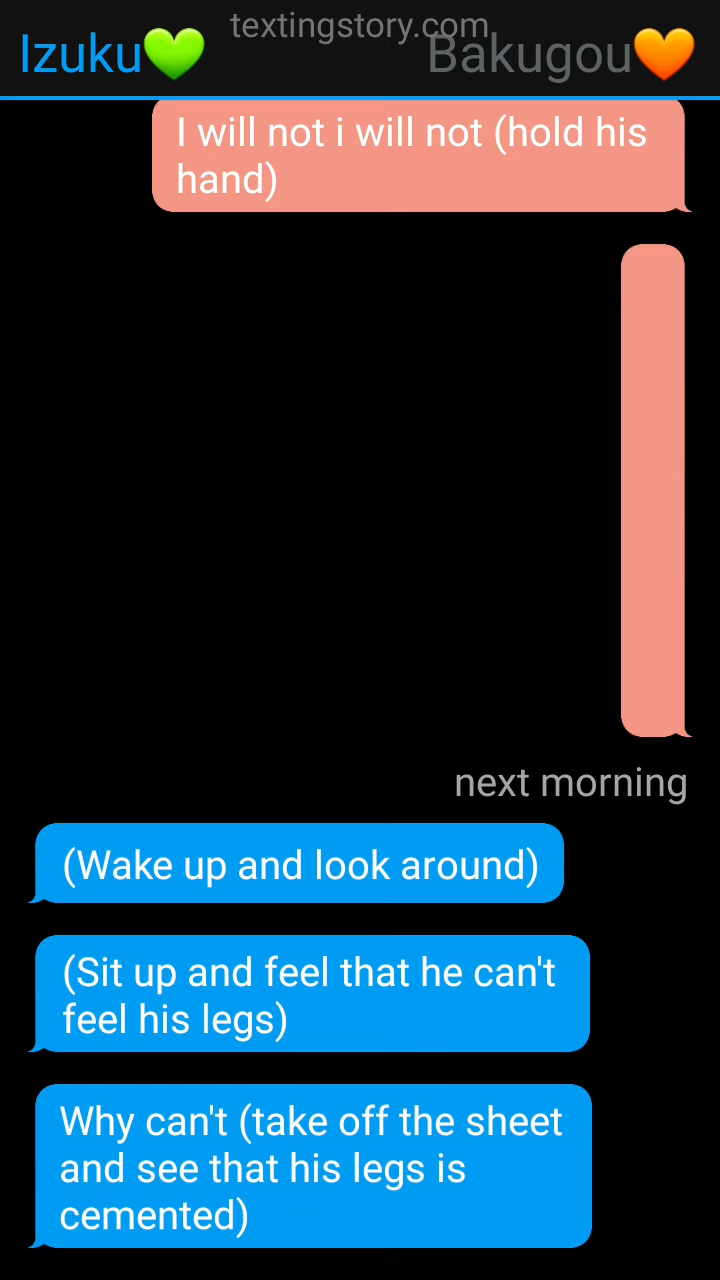 textingstory.com
Izuku💚 Bakugou🧡
I will not i will not (hold his
hand)
next morning
(Wake up and look around)
(Sit up and feel that he can't
feel his legs)
Why can't (take off the sheet
and see that his legs is
cemented)